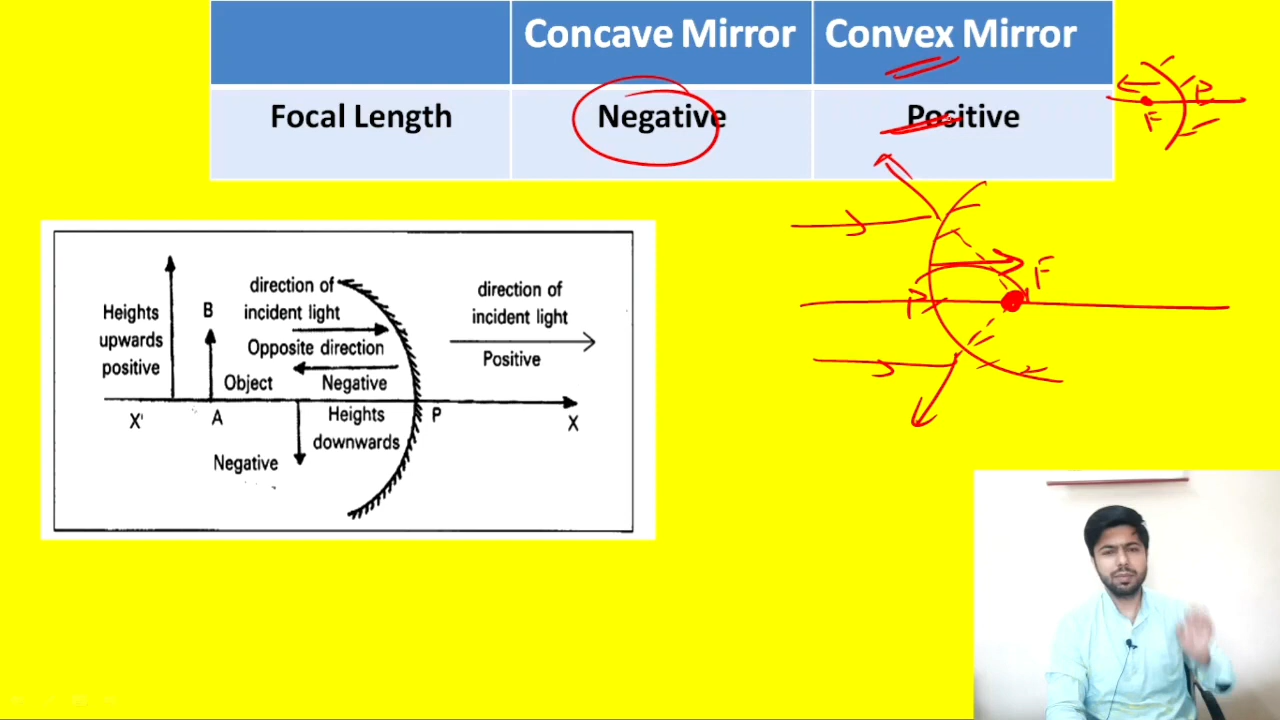 Concave Mirror Convex Mirror
Focal Length Negative Positive
P
F
F
P
Heights
upwards
positive
B
direction of
incident light
Opposite direction
Object Negative
direction of
incident light
Positive
X' A Heights P X
downwards
Negative